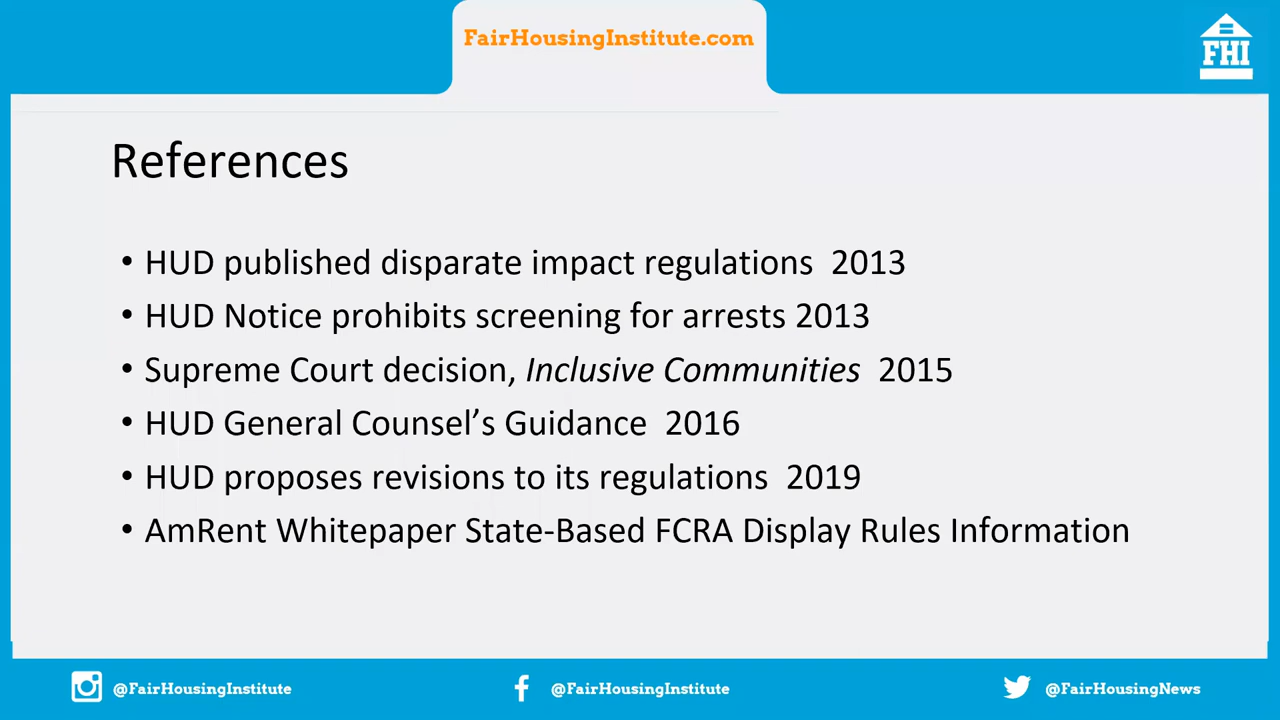 FairHousingInstitute.com
FHI
References
• HUD published disparate impact regulations 2013
• HUD Notice prohibits screening for arrests 2013
• Supreme Court decision, Inclusive Communities 2015
• HUD General Counsel’s Guidance 2016
• HUD proposes revisions to its regulations 2019
• AmRent Whitepaper State-Based FCRA Display Rules Information
@FairHousingInstitute
@FairHousingInstitute
@FairHousingNews